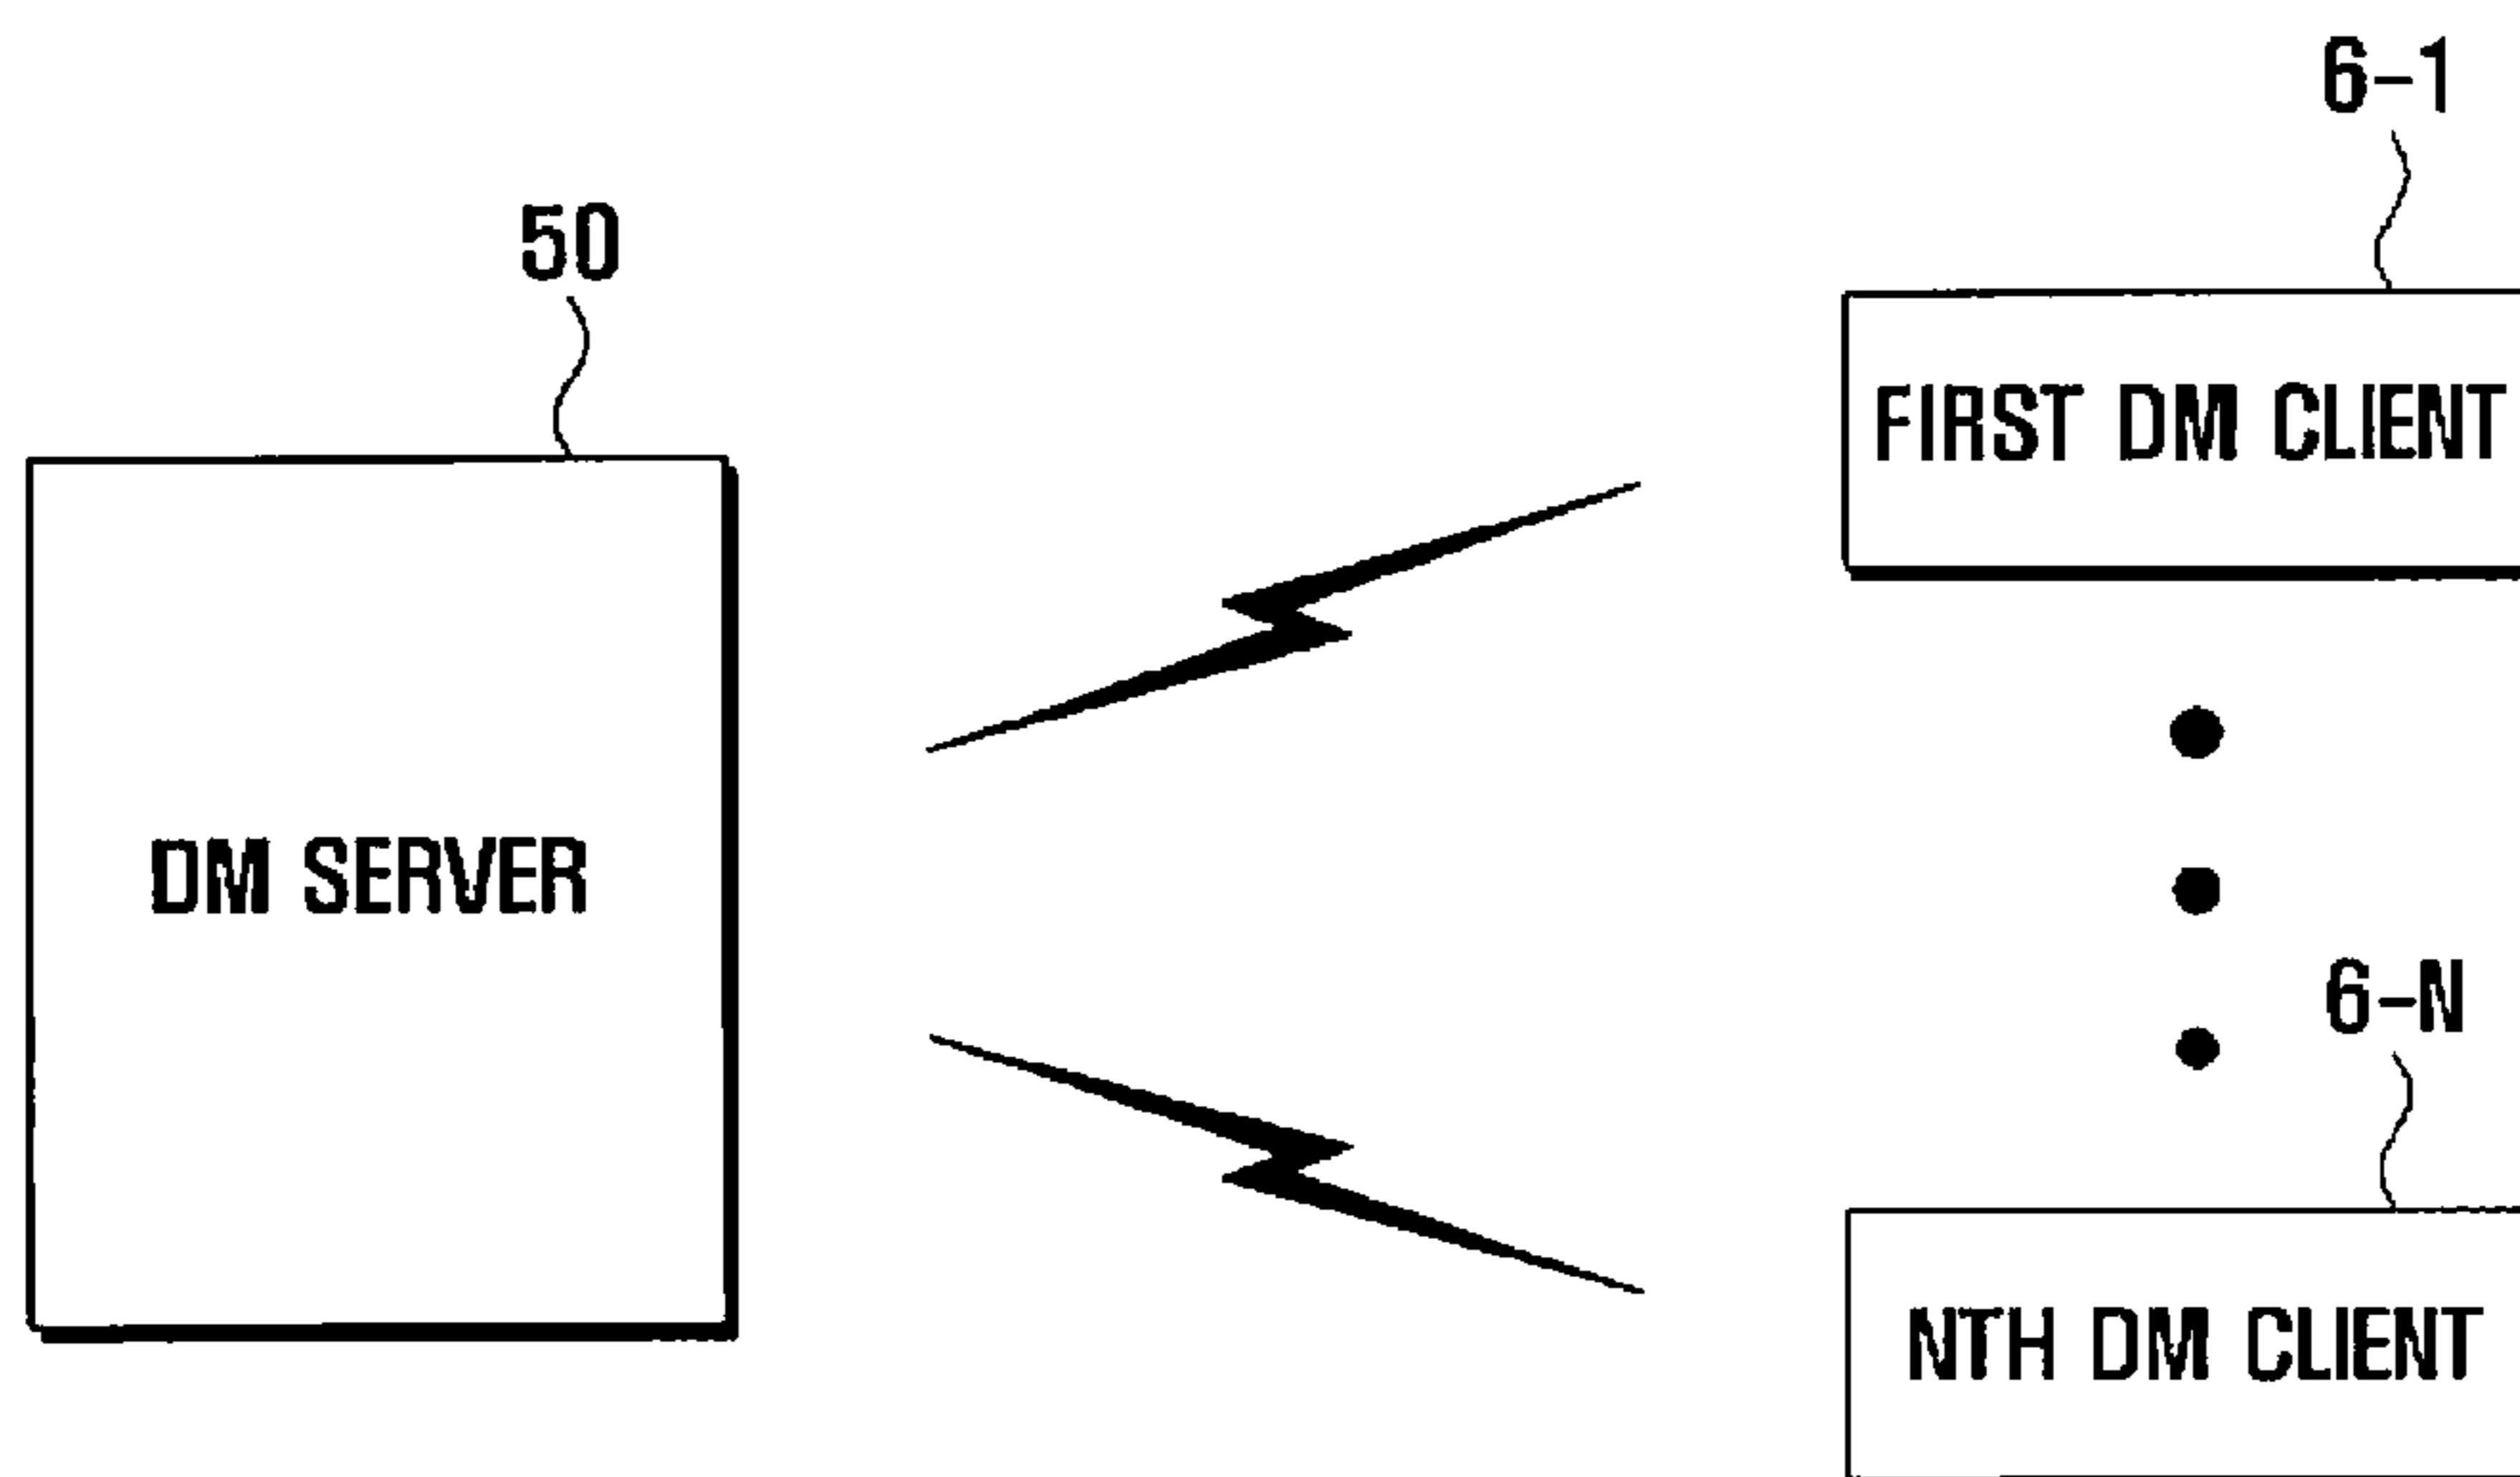 6-1
50
FIRST DM CLIENT
DM SERVER
6-N
NTH DM CLIENT